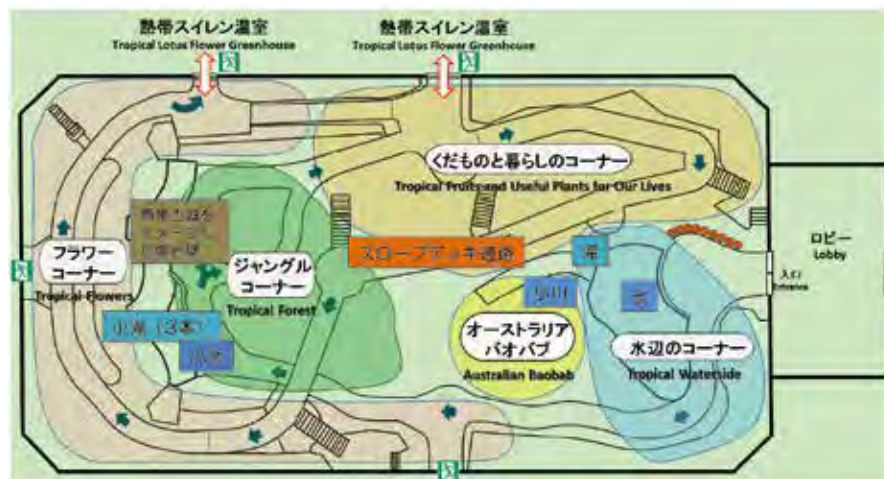 熱帯スイレン温室
Tropical Lotus Flower Greenhouse
熱帯スイレン温室
Tropical Lotus Flower Greenhouse
くだものと暮らしのコーナー
Tropical Fruits and Useful Plants for Our Lives
フラワー
コーナー
Tropical Flowers
ジャングル
コーナー
Tropical Forest
スロープデッキ通路
滝
ロビー
Lobby
入口
Entrance
小滝（3本）
オーストラリア
バオバブ
Australian Baobab
水辺のコーナー
Tropical Waterside